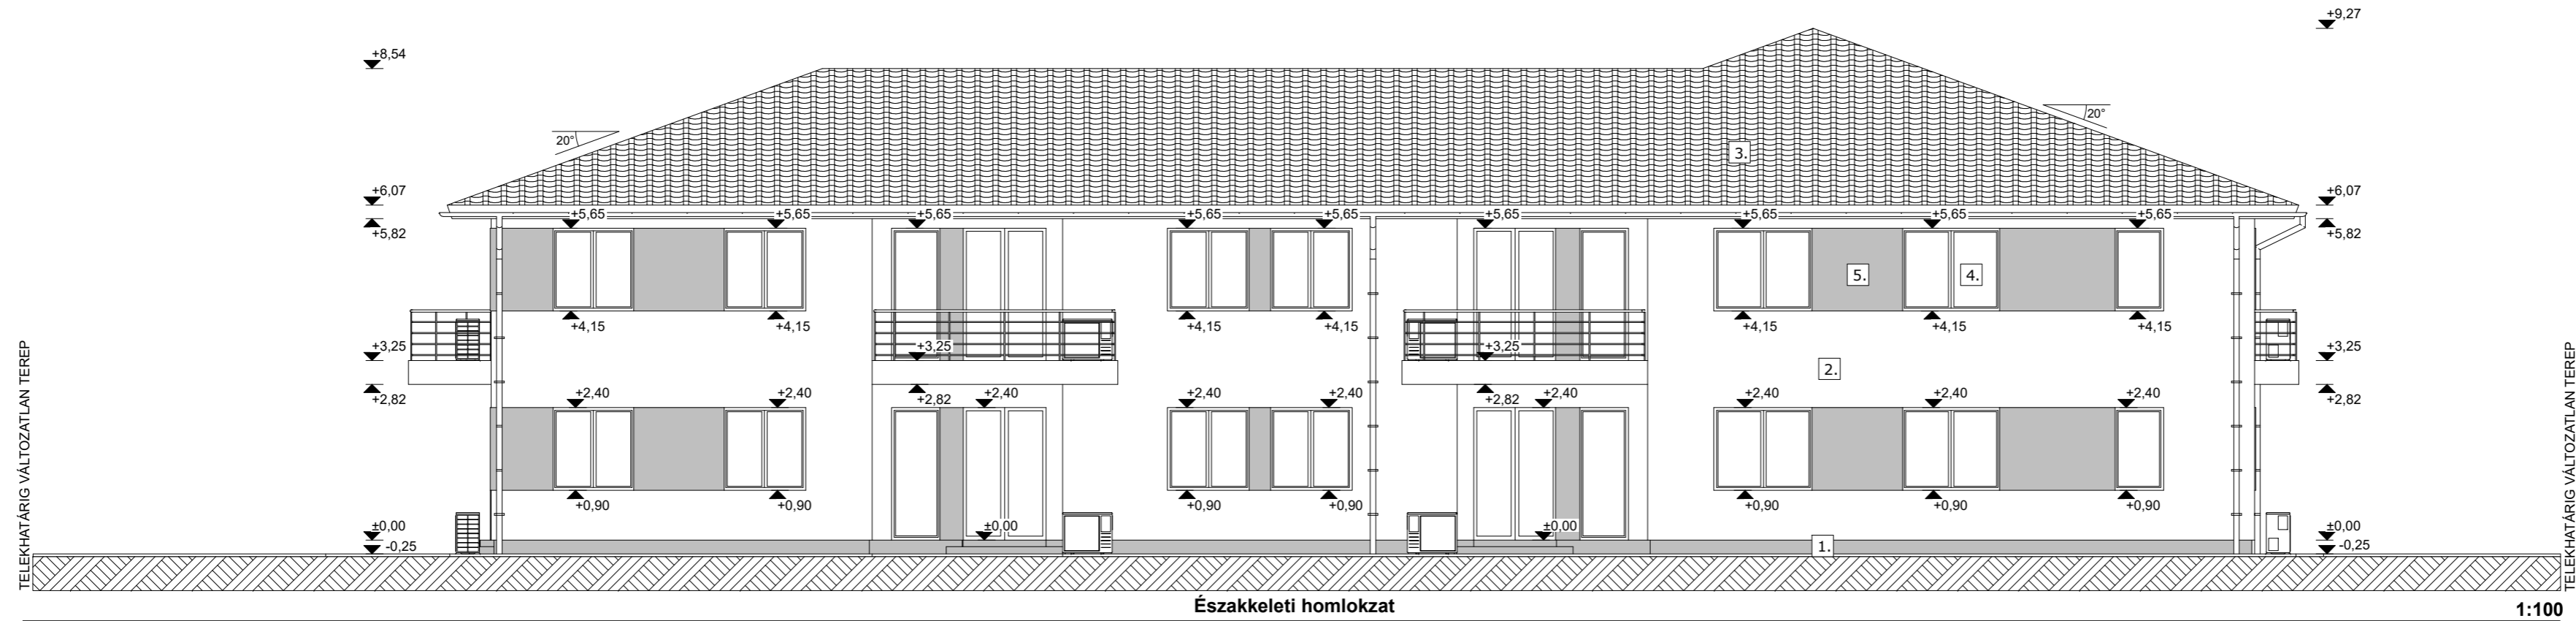 +9,27
+8,54
20°
20°
3.
+6,07
+6,07
+5,65 +5,65 +5,65 +5,65 +5,65 +5,65 +5,65 +5,65 +5,65
+5,82
+5,82
5. 4.
+4,15 +4,15 +4,15 +4,15 +4,15 +4,15 +4,15
+3,25 +3,25 +3,25 +3,25
2.
+2,82 +2,40 +2,40 +2,82 +2,40 +2,40 +2,40 +2,82 +2,40 +2,40 +2,40 +2,40 +2,82
+0,90 +0,90 +0,90 +0,90 +0,90 +0,90 +0,90
±0,00 ±0,00 ±0,00 ±0,00
-0,25 1. -0,25
TELEKHATÁRIG VÁLTOZATLAN TEREP
TELEKHATÁRIG VÁLTOZATLAN TEREP
Északkeleti homlokzat
1:100